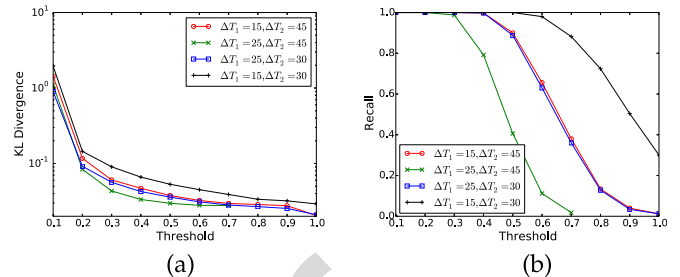 10¹
10⁰
10⁻¹
KL Divergence
ΔT₁ =15,ΔT₂ =45
ΔT₁ =25,ΔT₂ =45
ΔT₁ =25,ΔT₂ =30
ΔT₁ =15,ΔT₂ =30
0.1 0.2 0.3 0.4 0.5 0.6 0.7 0.8 0.9 1.0
Threshold
(a)
1.0
0.8
0.6
0.4
0.2
0.0
Recall
ΔT₁ =15,ΔT₂ =45
ΔT₁ =25,ΔT₂ =45
ΔT₁ =25,ΔT₂ =30
ΔT₁ =15,ΔT₂ =30
0.1 0.2 0.3 0.4 0.5 0.6 0.7 0.8 0.9 1.0
Threshold
(b)